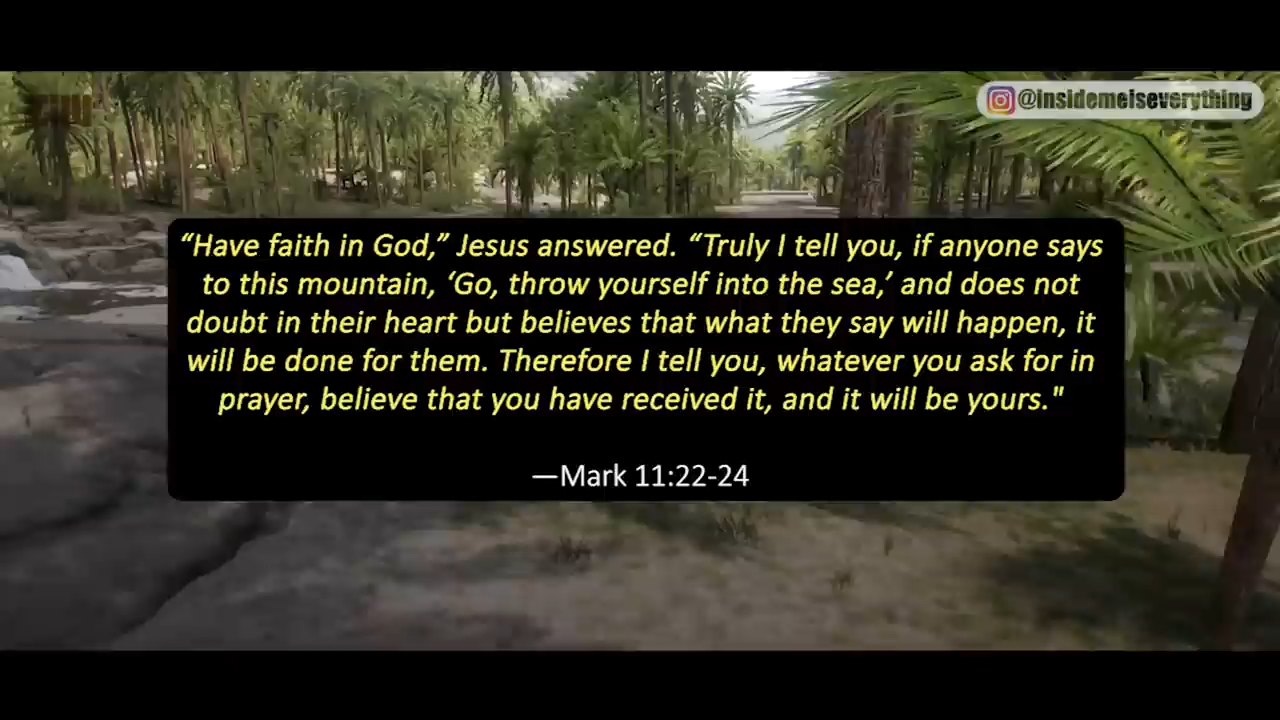 @insidemeiseverything
“Have faith in God,” Jesus answered. “Truly I tell you, if anyone says
to this mountain, ‘Go, throw yourself into the sea,’ and does not
doubt in their heart but believes that what they say will happen, it
will be done for them. Therefore I tell you, whatever you ask for in
prayer, believe that you have received it, and it will be yours."
—Mark 11:22-24